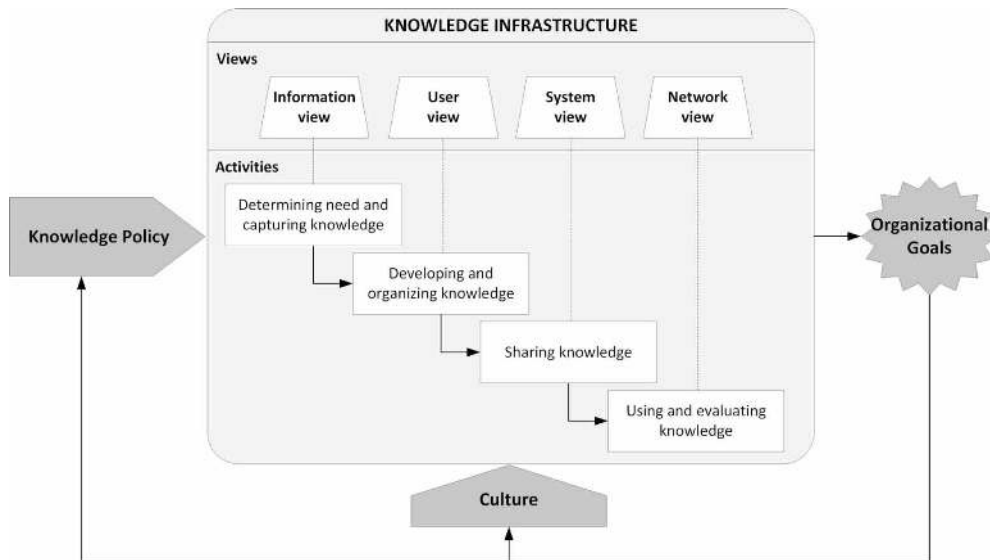 KNOWLEDGE INFRASTRUCTURE
Views
Information
view
User
view
System
view
Network
view
Activities
Determining need and
capturing knowledge
Knowledge Policy
Organizational
Goals
Developing and
organizing knowledge
Sharing knowledge
Using and evaluating
knowledge
Culture